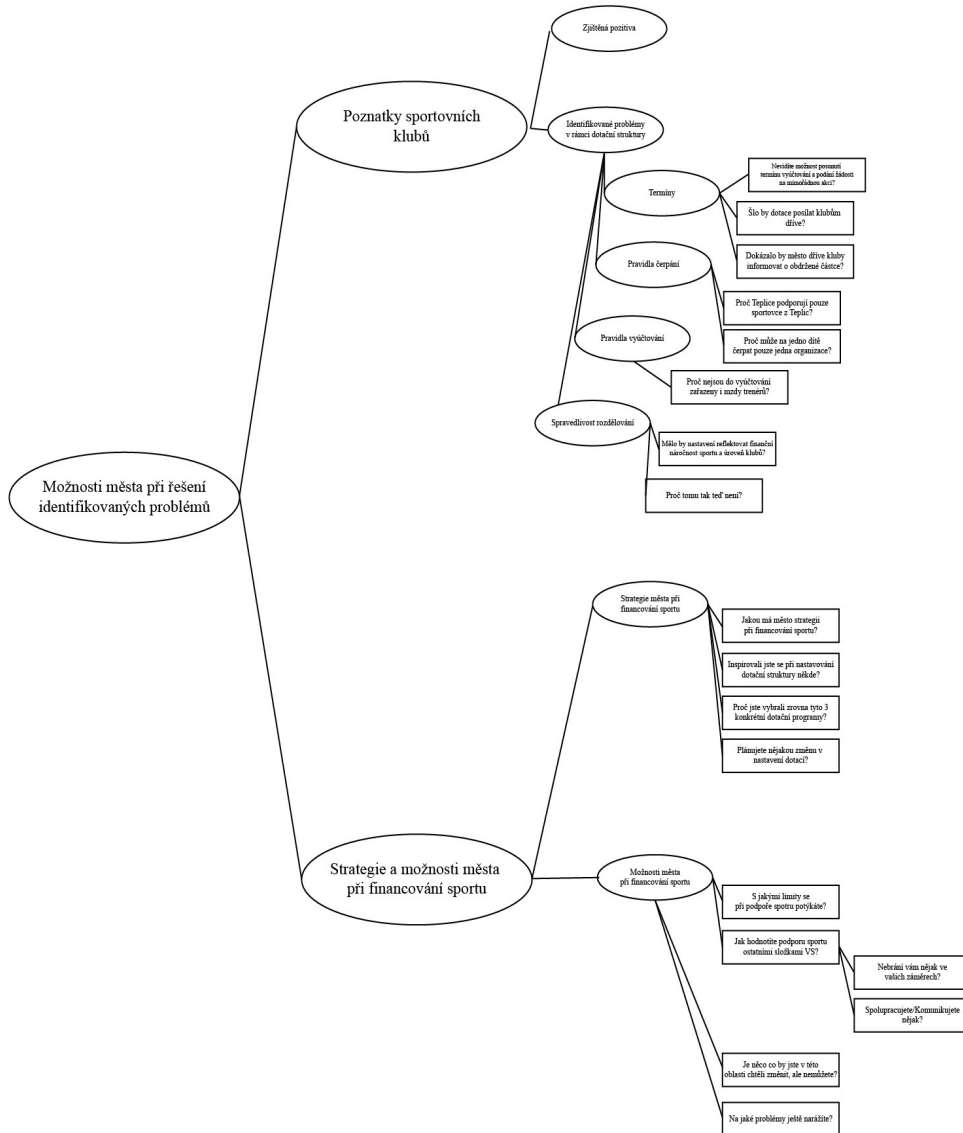 Zjištěná pozitiva
Poznatky sportovních
klubů
Identifikované problémy
v rámci dotační struktury
Termíny
Nevidíte možnost posunutí
termínu vyúčtování a podání žádosti
na mimořádnou akci?
Šlo by dotace posílat klubům
dříve?
Dokázalo by město dříve kluby
informovat o obdržené částce?
Pravidla čerpání
Proč Teplice podporují pouze
sportovce z Teplic?
Proč může na jedno dítě
čerpat pouze jedna organizace?
Pravidla vyúčtování
Proč nejsou do vyúčtování
zařazeny i mzdy trenérů?
Spravedlivost rozdělování
Mělo by nastavení reflektovat finanční
náročnost sportu a úroveň klubů?
Proč tomu tak teď není?
Možnosti města při řešení
identifikovaných problémů
Strategie města při
financování sportu
Jakou má město strategii
při financování sportu?
Inspirovali jste se při nastavování
dotační struktury někde?
Proč jste vybrali zrovna tyto 3
konkrétní dotační programy?
Plánujete nějakou změnu v
nastavení dotací?
Strategie a možnosti města
při financování sportu
Možnosti města
při financování sportu
S jakými limity se
při podpoře spotru potýkáte?
Jak hodnotíte podporu sportu
ostatními složkami VS?
Nebrání vám nějak ve
vašich záměrech?
Spolupracujete/Komunikujete
nějak?
Je něco co by jste v této
oblasti chtěli změnit, ale nemůžete?
Na jaké problémy ještě narážíte?